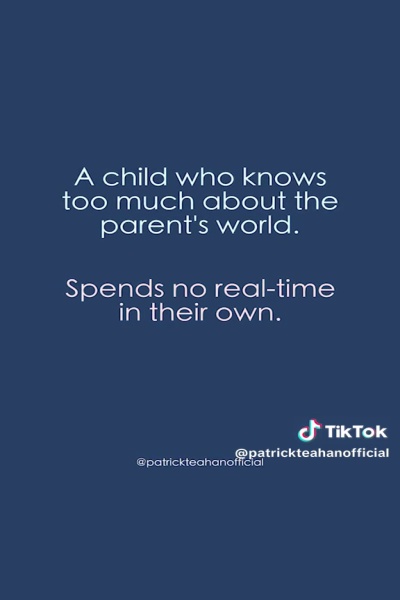 A child who knows
too much about the
parent's world.
Spends no real-time
in their own.
TikTok
@patrickteahanofficial
@patrickteahanofficial